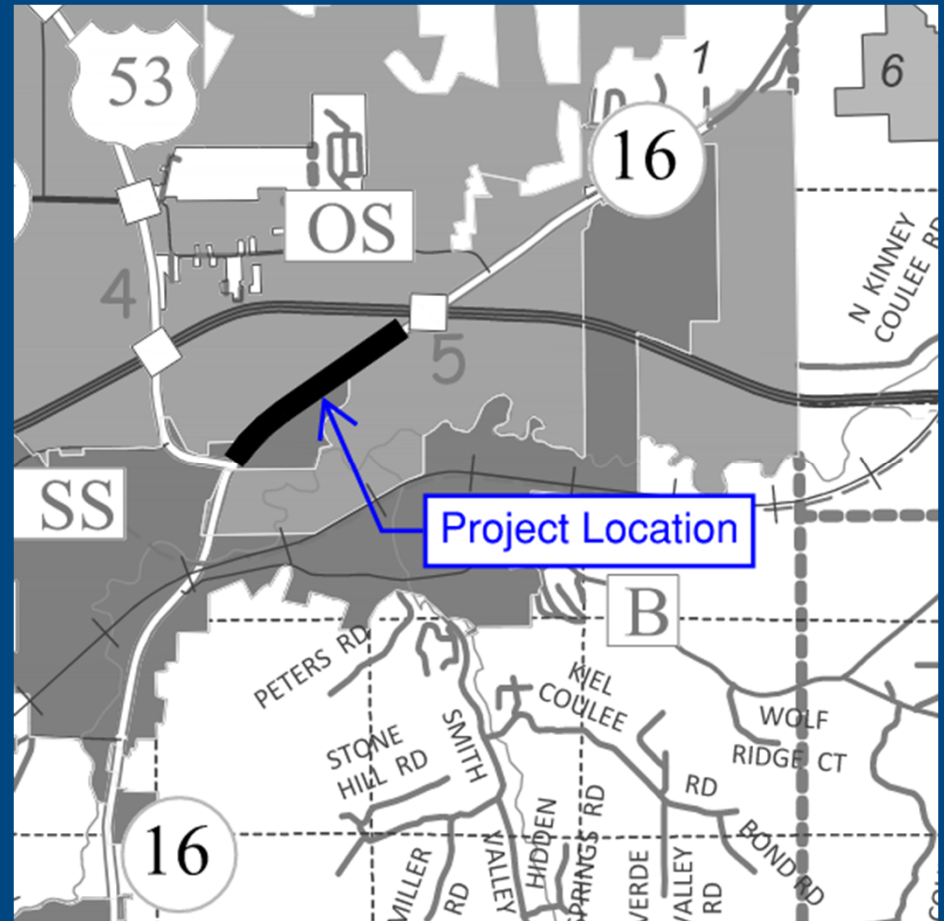 53
1
6
16
OS
N KINNEY
COULEE RD
4
5
SS
Project Location
B
PETERS RD
KIEL
COULEE
RD
WOLF
RIDGE CT
STONE
HILL RD
SMITH
VALLEY
HIDDEN
SPRINGS RD
BOND RD
MILLER
RD
VERDE
VALLEY
RD
16